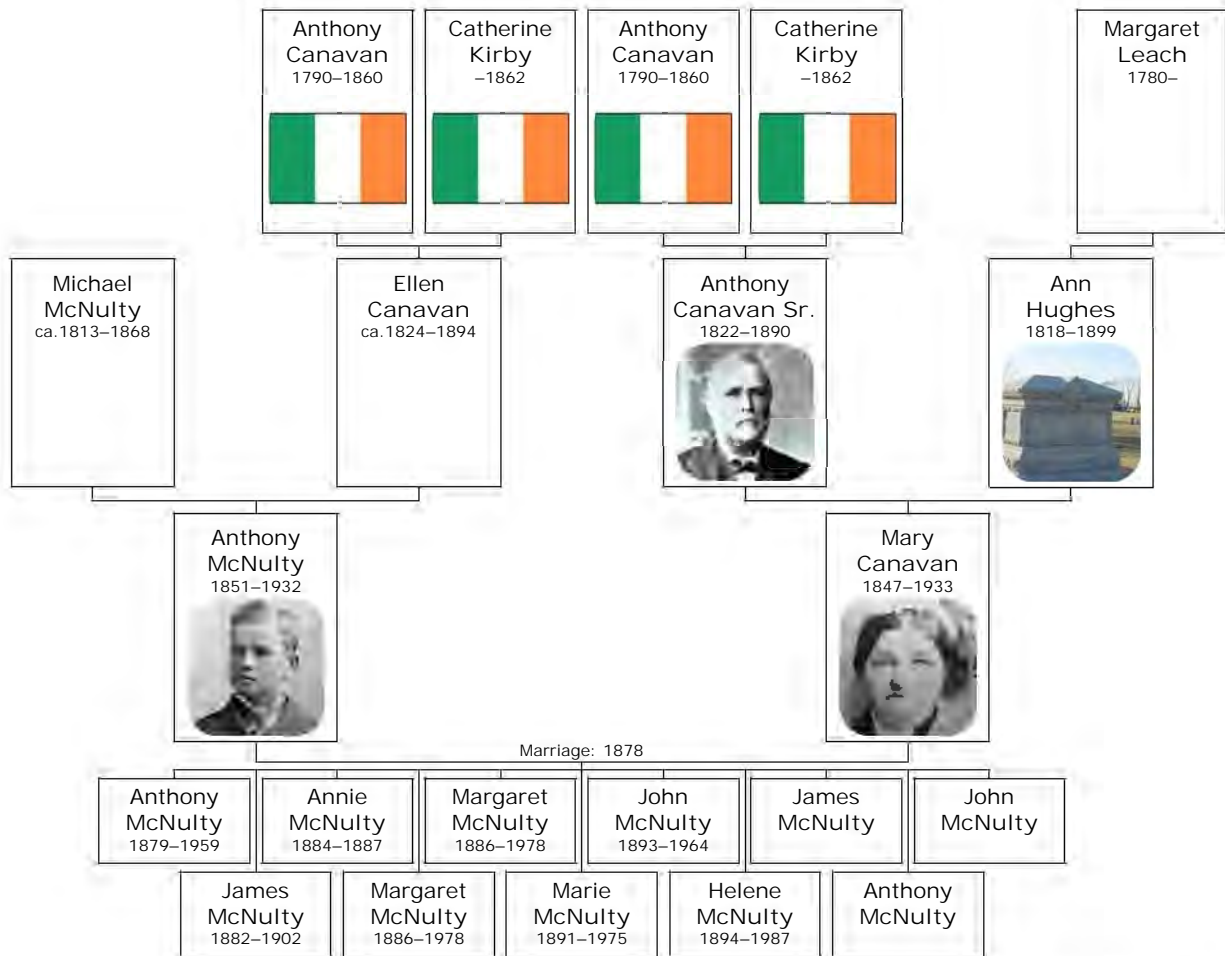 Anthony
Canavan
1790–1860
Catherine
Kirby
–1862
Anthony
Canavan
1790–1860
Catherine
Kirby
–1862
Margaret
Leach
1780–
Michael
McNulty
ca.1813–1868
Ellen
Canavan
ca.1824–1894
Anthony
Canavan Sr.
1822–1890
Ann
Hughes
1818–1899
Anthony
McNulty
1851–1932
Mary
Canavan
1847–1933
Marriage: 1878
Anthony
McNulty
1879–1959
Annie
McNulty
1884–1887
Margaret
McNulty
1886–1978
John
McNulty
1893–1964
James
McNulty
John
McNulty
James
McNulty
1882–1902
Margaret
McNulty
1886–1978
Marie
McNulty
1891–1975
Helene
McNulty
1894–1987
Anthony
McNulty